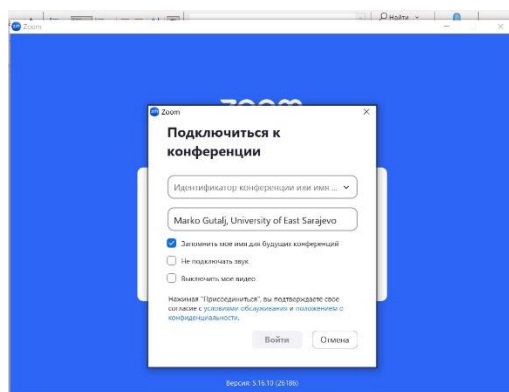 Найти
Zoom
zoom
Zoom
Подключиться к
конференции
Идентификатор конференции или имя ...
Marko Gutalj, University of East Sarajevo
Запомнить мое имя для будущих конференций
Не подключать звук
Выключить мое видео
Нажимая "Присоединиться", вы подтверждаете свое
согласие с условиями обслуживания и положением о
конфиденциальности.
Войти Отмена
Версия: 5.16.10 (26186)